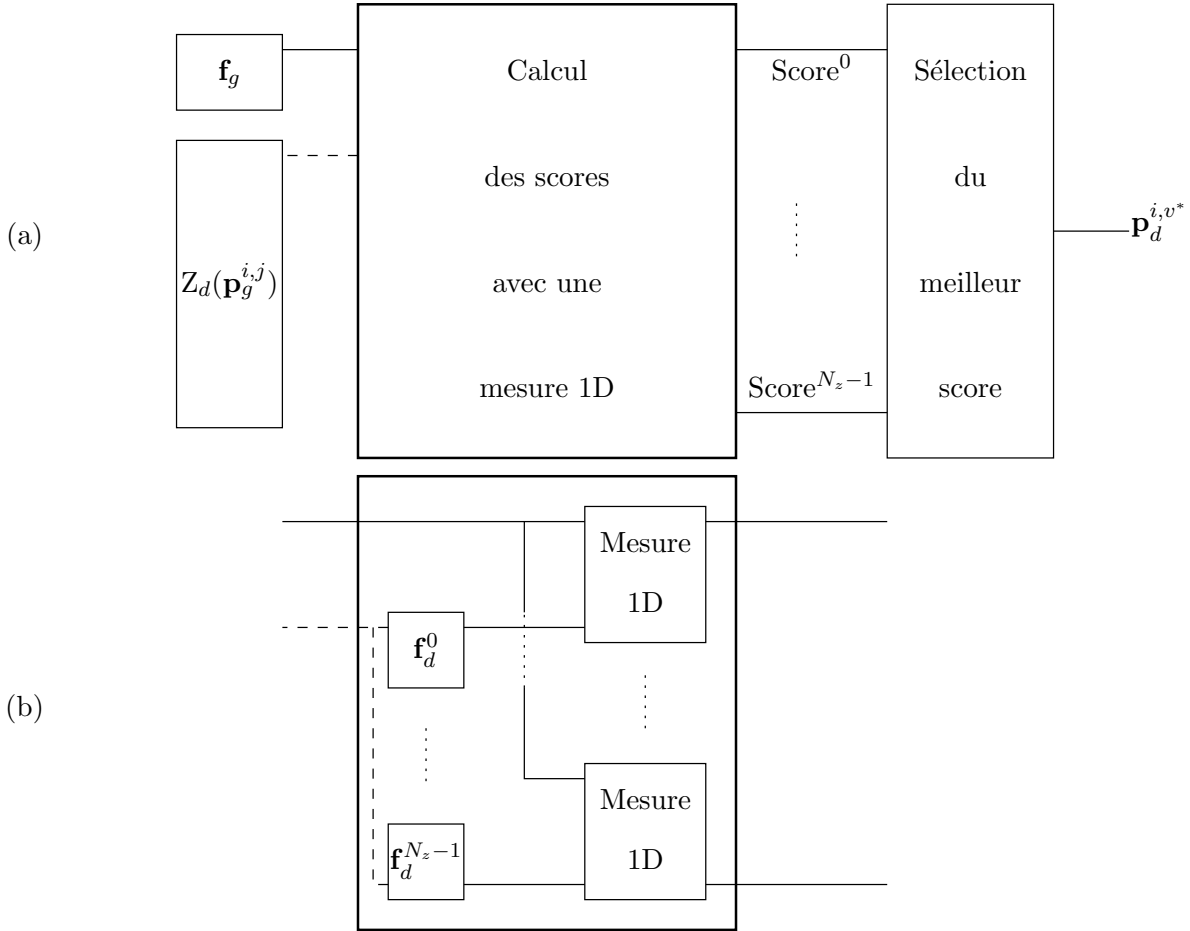 (a)
f_g
Z_d(p_g^{i,j})
Calcul
des scores
avec une
mesure 1D
Score^0
Score^{N_z-1}
Sélection
du
meilleur
score
p_d^{i,v*}
(b)
f_d^0
f_d^{N_z-1}
Mesure
1D
Mesure
1D